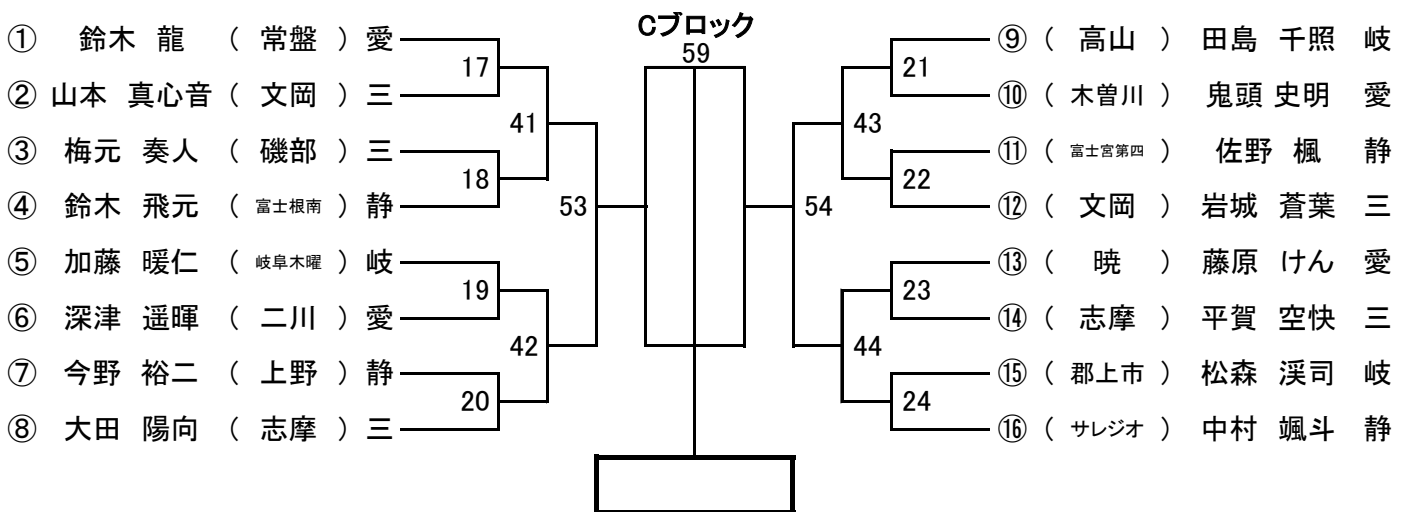 Cブロック
59
① 鈴木 龍 ( 常盤 ) 愛
17
② 山本 真心音 ( 文岡 ) 三
41
③ 梅元 奏人 ( 磯部 ) 三
18
④ 鈴木 飛元 ( 富士根南 ) 静
53
⑤ 加藤 暖仁 ( 岐阜木曜 ) 岐
19
⑥ 深津 遥暉 ( 二川 ) 愛
42
⑦ 今野 裕二 ( 上野 ) 静
20
⑧ 大田 陽向 ( 志摩 ) 三
⑨ ( 高山 ) 田島 千照 岐
21
⑩ ( 木曽川 ) 鬼頭 史明 愛
43
⑪ ( 富士宮第四 ) 佐野 楓 静
22
⑫ ( 文岡 ) 岩城 蒼葉 三
54
⑬ ( 暁 ) 藤原 けん 愛
23
⑭ ( 志摩 ) 平賀 空快 三
44
⑮ ( 郡上市 ) 松森 渓司 岐
24
⑯ ( サレジオ ) 中村 颯斗 静